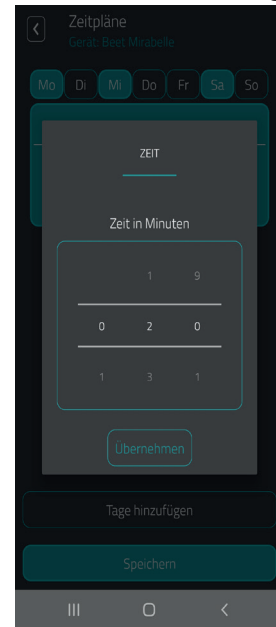 Zeitpläne
Gerät: Beet Mirabelle
Mo Di Mi Do Fr Sa So
ZEIT
Zeit in Minuten
1 9
0 2 0
1 3 1
Übernehmen
Tage hinzufügen
Speichern